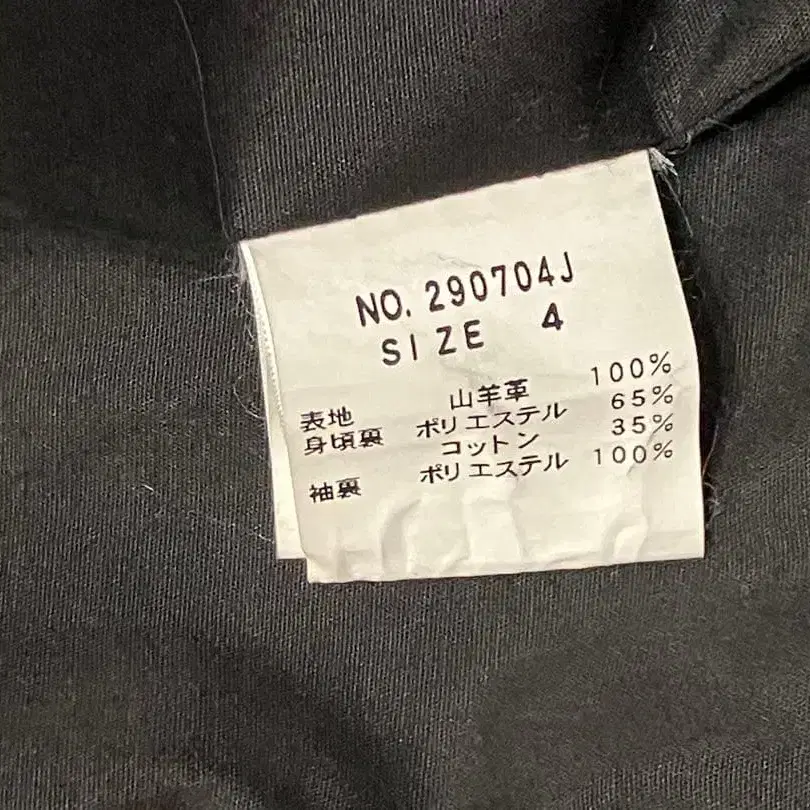 NO. 290704J
SIZE 4
表地 山羊革 100%
身頃裏 ポリエステル 65%
コットン 35%
袖裏 ポリエステル 100%